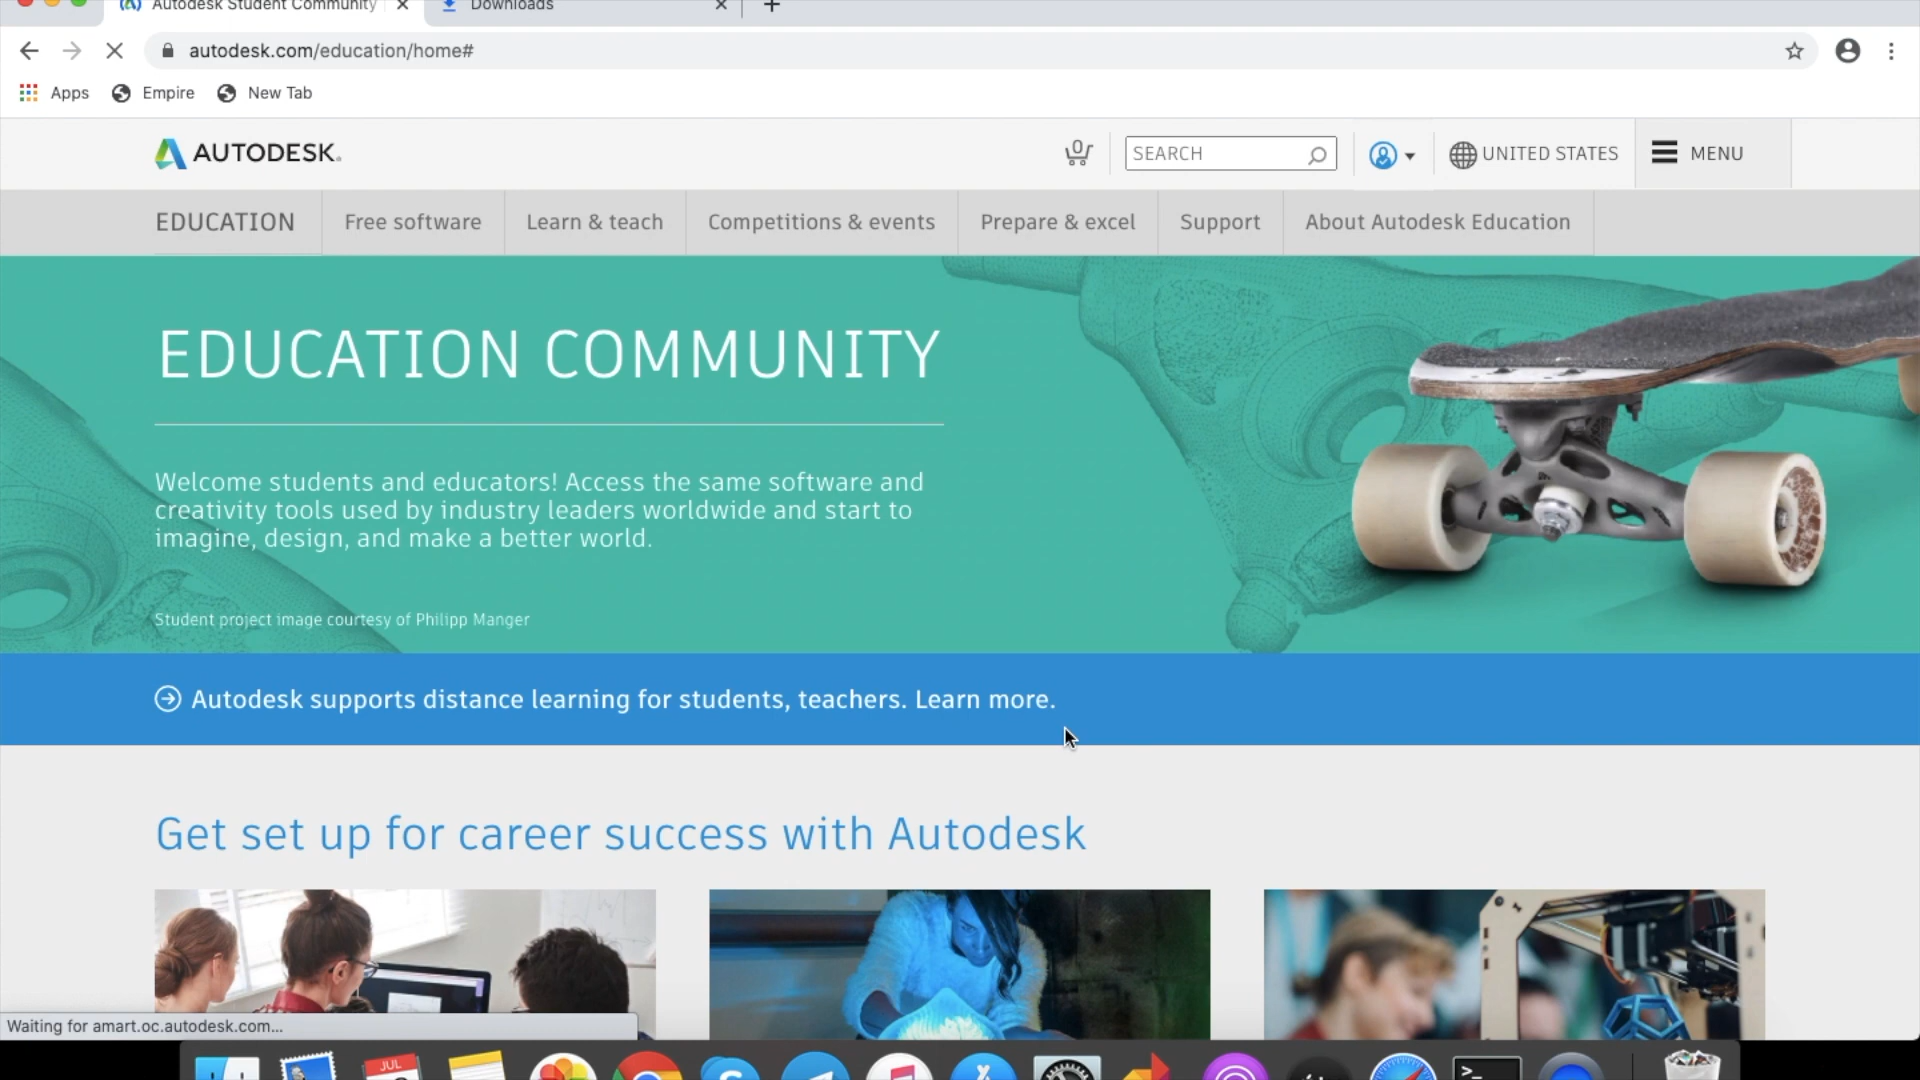 Autodesk Student Community
Downloads
autodesk.com/education/home#
Apps
Empire
New Tab
AUTODESK.
0
SEARCH
UNITED STATES
MENU
EDUCATION
Free software
Learn & teach
Competitions & events
Prepare & excel
Support
About Autodesk Education
EDUCATION COMMUNITY
Welcome students and educators! Access the same software and
creativity tools used by industry leaders worldwide and start to
imagine, design, and make a better world.
Student project image courtesy of Philipp Manger
Autodesk supports distance learning for students, teachers. Learn more.
Get set up for career success with Autodesk
Waiting for amart.oc.autodesk.com...
JUL